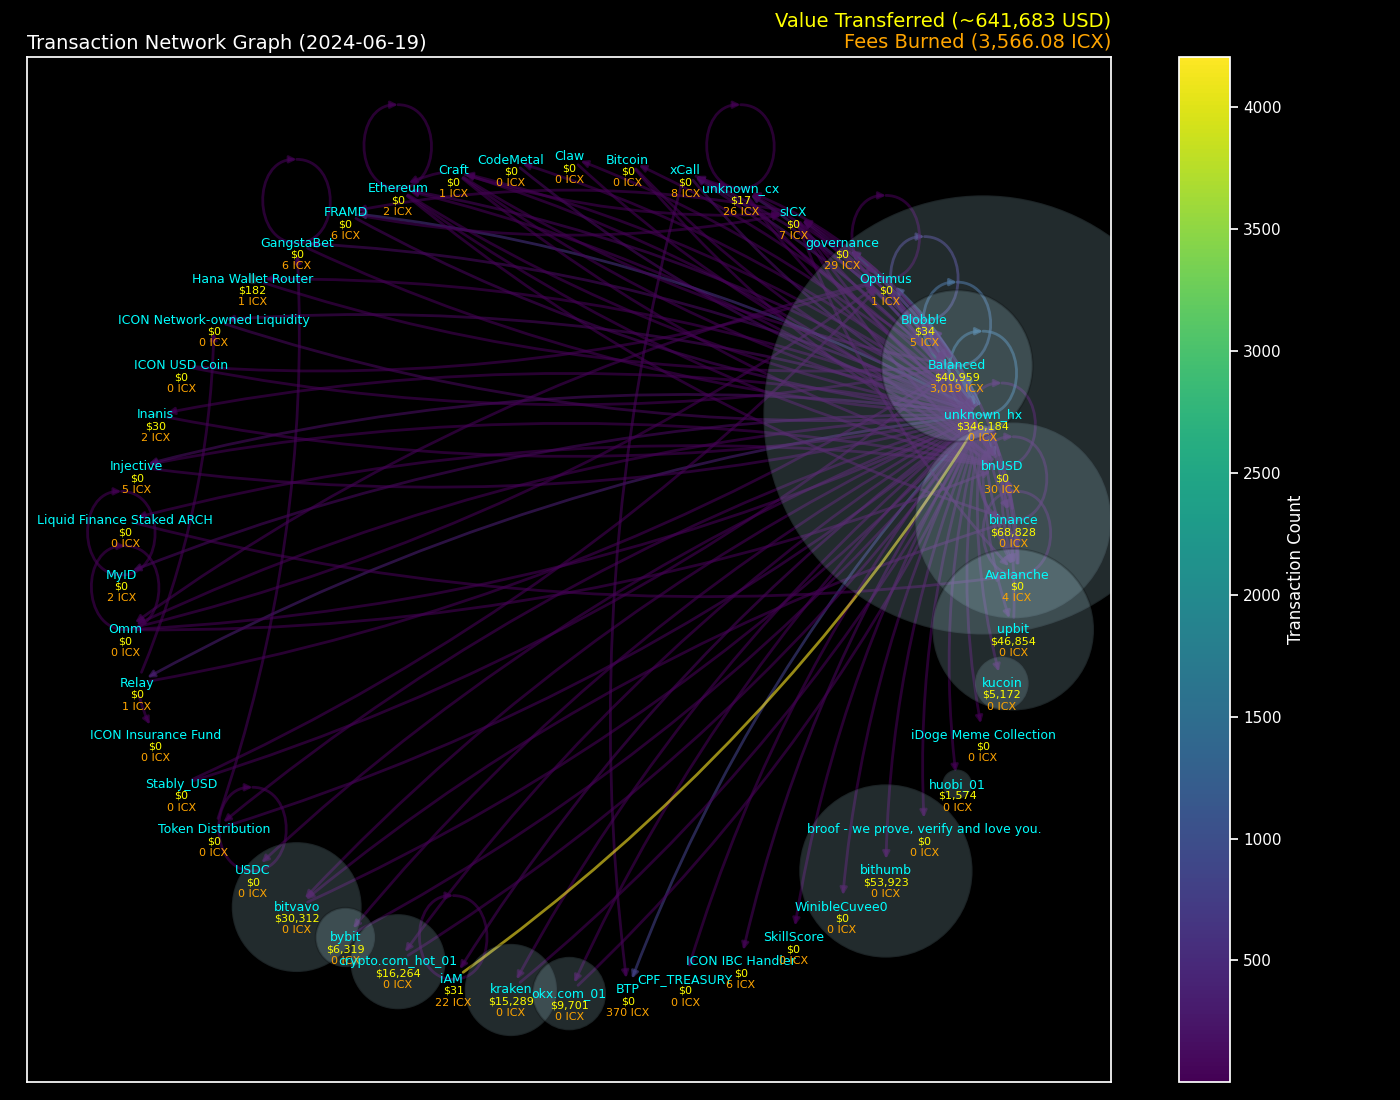 Value Transferred (~641,683 USD)
Transaction Network Graph (2024-06-19)
Fees Burned (3,566.08 ICX)
Claw
$0
0 ICX
CodeMetal
$0
0 ICX
Bitcoin
$0
0 ICX
Craft
$0
1 ICX
xCall
$0
8 ICX
Ethereum
$0
2 ICX
unknown_cx
$17
26 ICX
FRAMD
$0
6 ICX
sICX
$0
7 ICX
GangstaBet
$0
6 ICX
governance
$0
29 ICX
Hana Wallet Router
$182
1 ICX
Optimus
$0
1 ICX
ICON Network-owned Liquidity
$0
0 ICX
Blobble
$34
5 ICX
ICON USD Coin
$0
0 ICX
Balanced
$40,959
3,019 ICX
Inanis
$30
2 ICX
unknown_hx
$346,184
0 ICX
Injective
$0
5 ICX
bnUSD
$0
30 ICX
Liquid Finance Staked ARCH
$0
0 ICX
binance
$68,828
0 ICX
MyID
$0
2 ICX
Avalanche
$0
4 ICX
Omm
$0
0 ICX
upbit
$46,854
0 ICX
Relay
$0
1 ICX
kucoin
$5,172
0 ICX
ICON Insurance Fund
$0
0 ICX
iDoge Meme Collection
$0
0 ICX
Stably_USD
$0
0 ICX
huobi_01
$1,574
0 ICX
Token Distribution
$0
0 ICX
broof - we prove, verify and love you.
$0
0 ICX
USDC
$0
0 ICX
bithumb
$53,923
0 ICX
bitvavo
$30,312
0 ICX
WinibleCuvee0
$0
0 ICX
bybit
$6,319
0 ICX
SkillScore
$0
0 ICX
crypto.com_hot_01
$16,264
0 ICX
ICON IBC Handler
$0
6 ICX
iAM
$31
22 ICX
CPF_TREASURY
$0
0 ICX
kraken
$15,289
0 ICX
okx.com_01
$9,701
0 ICX
BTP
$0
370 ICX
4000
3500
3000
2500
2000
1500
1000
500
Transaction Count